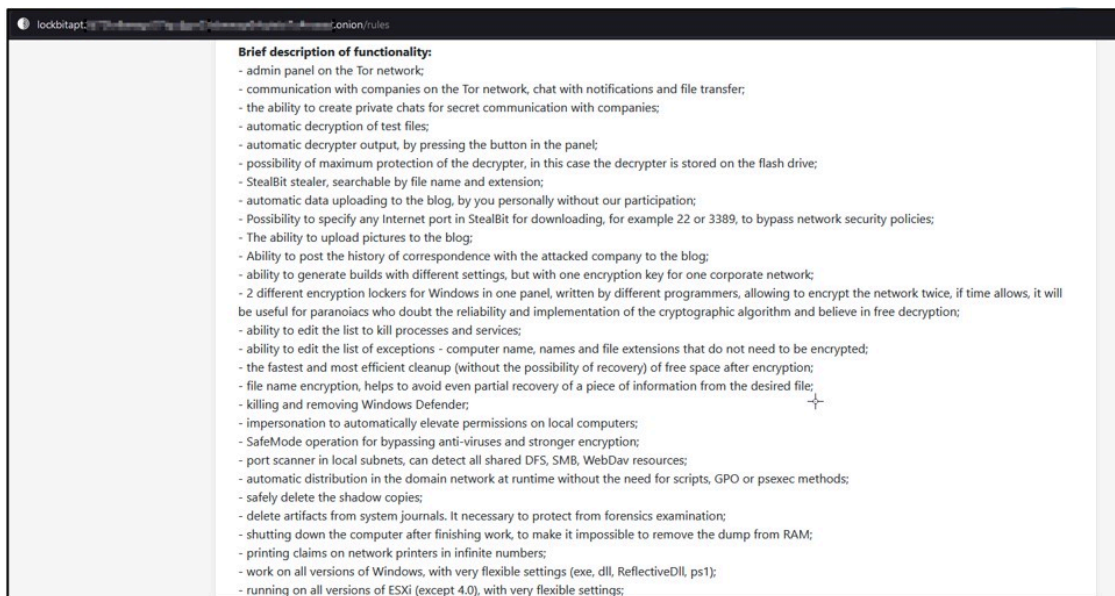 lockbitapt .onion/rules
Brief description of functionality:
- admin panel on the Tor network;
- communication with companies on the Tor network, chat with notifications and file transfer;
- the ability to create private chats for secret communication with companies;
- automatic decryption of test files;
- automatic decrypter output, by pressing the button in the panel;
- possibility of maximum protection of the decrypter, in this case the decrypter is stored on the flash drive;
- StealBit stealer, searchable by file name and extension;
- automatic data uploading to the blog, by you personally without our participation;
- Possibility to specify any Internet port in StealBit for downloading, for example 22 or 3389, to bypass network security policies;
- The ability to upload pictures to the blog;
- Ability to post the history of correspondence with the attacked company to the blog;
- ability to generate builds with different settings, but with one encryption key for one corporate network;
- 2 different encryption lockers for Windows in one panel, written by different programmers, allowing to encrypt the network twice, if time allows, it will
be useful for paranoiacs who doubt the reliability and implementation of the cryptographic algorithm and believe in free decryption;
- ability to edit the list to kill processes and services;
- ability to edit the list of exceptions - computer name, names and file extensions that do not need to be encrypted;
- the fastest and most efficient cleanup (without the possibility of recovery) of free space after encryption;
- file name encryption, helps to avoid even partial recovery of a piece of information from the desired file;
- killing and removing Windows Defender;
- impersonation to automatically elevate permissions on local computers;
- SafeMode operation for bypassing anti-viruses and stronger encryption;
- port scanner in local subnets, can detect all shared DFS, SMB, WebDav resources;
- automatic distribution in the domain network at runtime without the need for scripts, GPO or psexec methods;
- safely delete the shadow copies;
- delete artifacts from system journals. It necessary to protect from forensics examination;
- shutting down the computer after finishing work, to make it impossible to remove the dump from RAM;
- printing claims on network printers in infinite numbers;
- work on all versions of Windows, with very flexible settings (exe, dll, ReflectiveDll, ps1);
- running on all versions of ESXi (except 4.0), with very flexible settings;